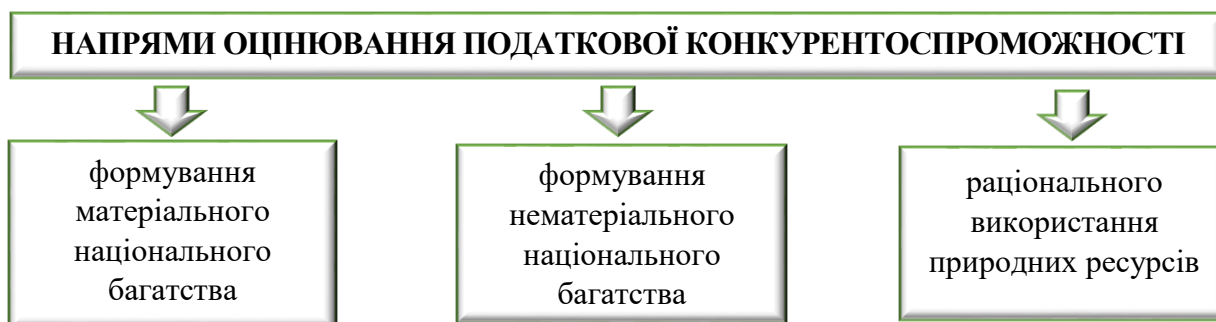 НАПРЯМИ ОЦІНЮВАННЯ ПОДАТКОВОЇ КОНКУРЕНТОСПРОМОЖНОСТІ
формування
матеріального
національного
багатства
формування
нематеріального
національного
багатства
раціонального
використання
природних ресурсів